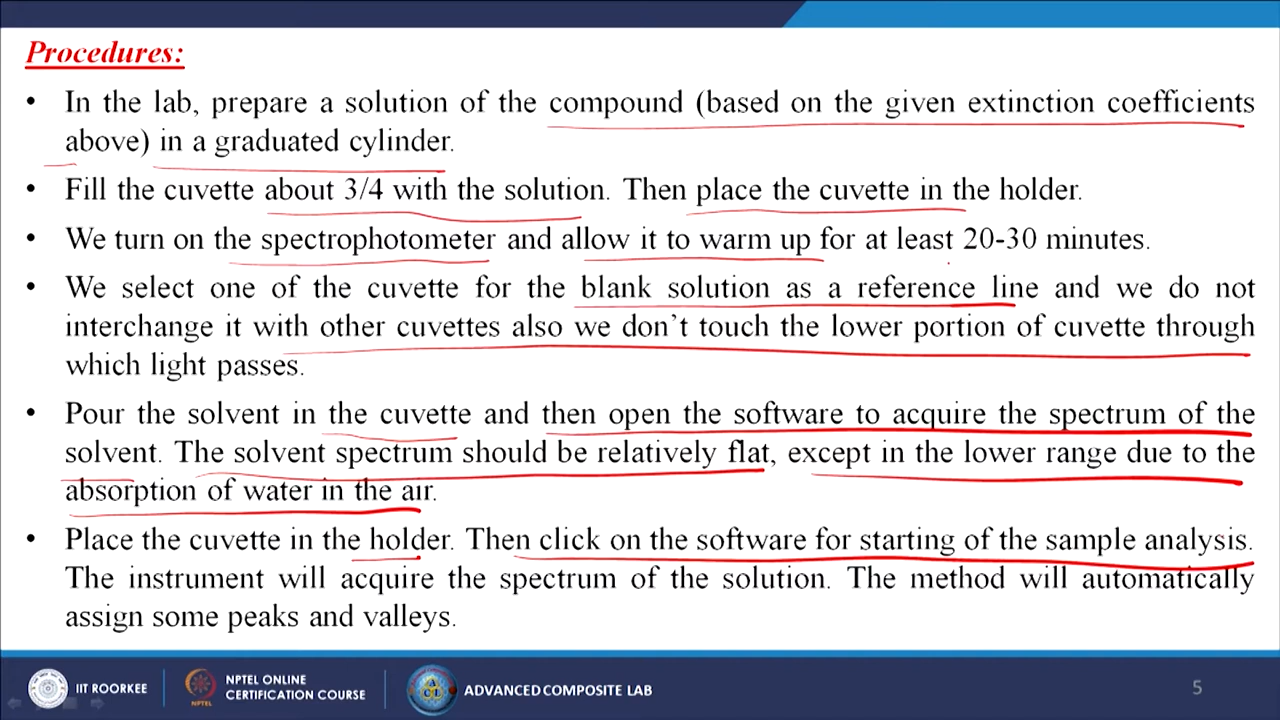 Procedures:
• In the lab, prepare a solution of the compound (based on the given extinction coefficients
above) in a graduated cylinder.
• Fill the cuvette about 3/4 with the solution. Then place the cuvette in the holder.
• We turn on the spectrophotometer and allow it to warm up for at least 20-30 minutes.
• We select one of the cuvette for the blank solution as a reference line and we do not
interchange it with other cuvettes also we don't touch the lower portion of cuvette through
which light passes.
• Pour the solvent in the cuvette and then open the software to acquire the spectrum of the
solvent. The solvent spectrum should be relatively flat, except in the lower range due to the
absorption of water in the air.
• Place the cuvette in the holder. Then click on the software for starting of the sample analysis.
The instrument will acquire the spectrum of the solution. The method will automatically
assign some peaks and valleys.
IIT ROORKEE
NPTEL
NPTEL ONLINE
CERTIFICATION COURSE
ADVANCED COMPOSITE LAB
5